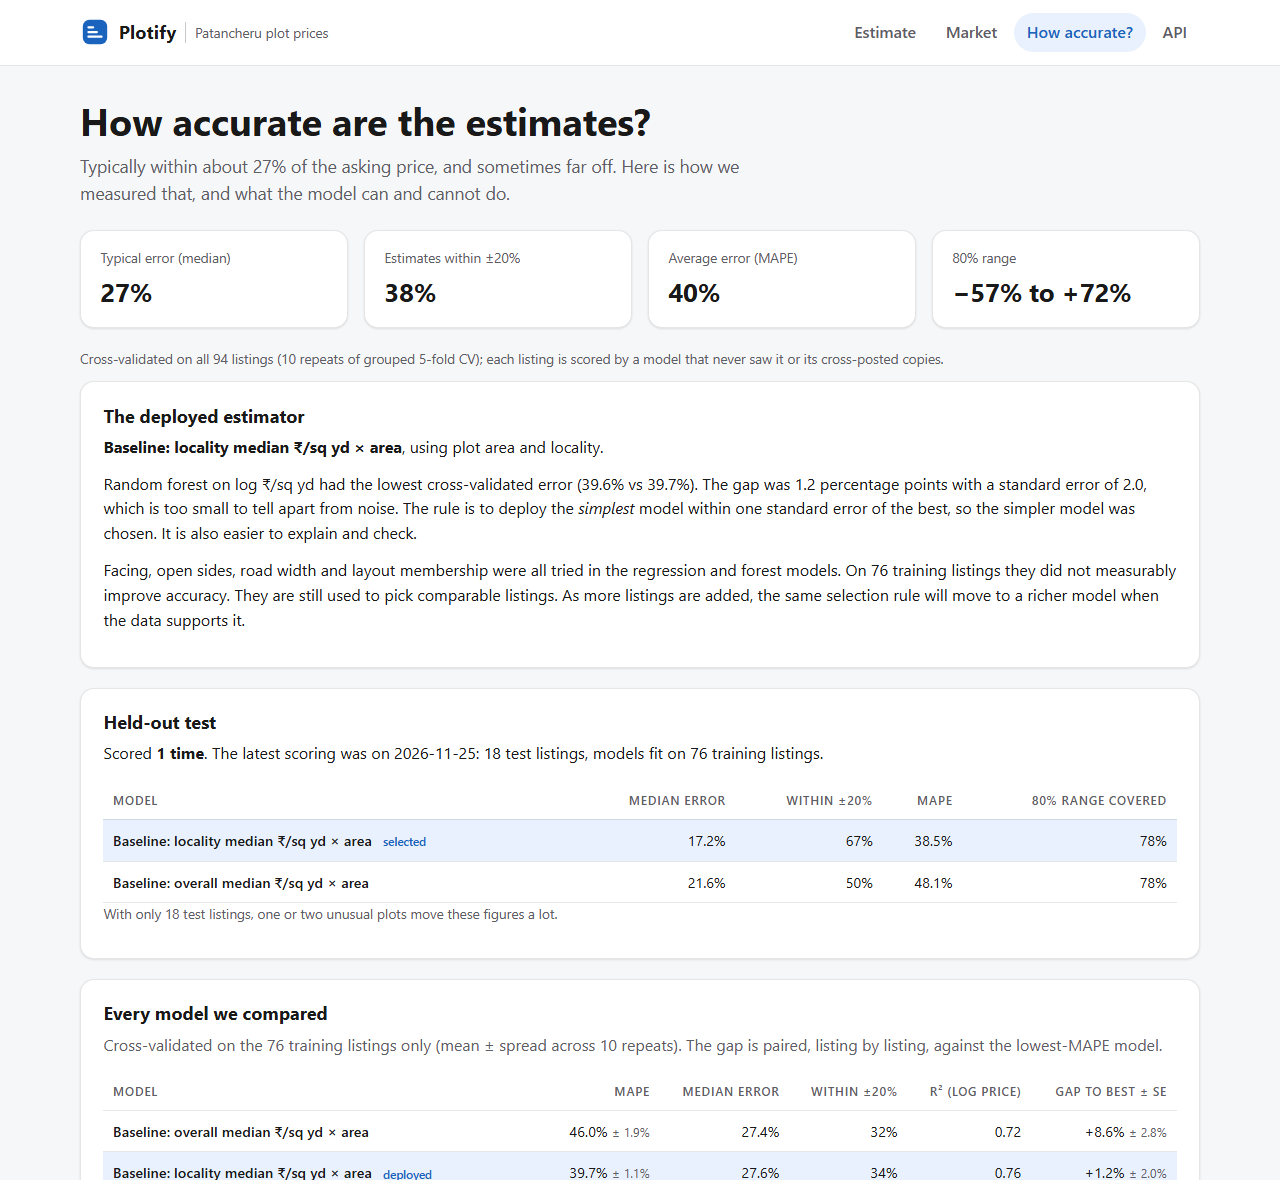 Plotify
Patancheru plot prices
Estimate
Market
How accurate?
API
How accurate are the estimates?
Typically within about 27% of the asking price, and sometimes far off. Here is how we
measured that, and what the model can and cannot do.
Typical error (median)
27%
Estimates within ±20%
38%
Average error (MAPE)
40%
80% range
−57% to +72%
Cross-validated on all 94 listings (10 repeats of grouped 5-fold CV); each listing is scored by a model that never saw it or its cross-posted copies.
The deployed estimator
Baseline: locality median ₹/sq yd × area, using plot area and locality.
Random forest on log ₹/sq yd had the lowest cross-validated error (39.6% vs 39.7%). The gap was 1.2 percentage points with a standard error of 2.0,
which is too small to tell apart from noise. The rule is to deploy the simplest model within one standard error of the best, so the simpler model was
chosen. It is also easier to explain and check.
Facing, open sides, road width and layout membership were all tried in the regression and forest models. On 76 training listings they did not measurably
improve accuracy. They are still used to pick comparable listings. As more listings are added, the same selection rule will move to a richer model when
the data supports it.
Held-out test
Scored 1 time. The latest scoring was on 2026-11-25: 18 test listings, models fit on 76 training listings.
MODEL MEDIAN ERROR WITHIN ±20% MAPE 80% RANGE COVERED
Baseline: locality median ₹/sq yd × area selected 17.2% 67% 38.5% 78%
Baseline: overall median ₹/sq yd × area 21.6% 50% 48.1% 78%
With only 18 test listings, one or two unusual plots move these figures a lot.
Every model we compared
Cross-validated on the 76 training listings only (mean ± spread across 10 repeats). The gap is paired, listing by listing, against the lowest-MAPE model.
MODEL MAPE MEDIAN ERROR WITHIN ±20% R² (LOG PRICE) GAP TO BEST ± SE
Baseline: overall median ₹/sq yd × area 46.0% ± 1.9% 27.4% 32% 0.72 +8.6% ± 2.8%
Baseline: locality median ₹/sq yd × area deployed 39.7% ± 1.1% 27.6% 34% 0.76 +1.2% ± 2.0%